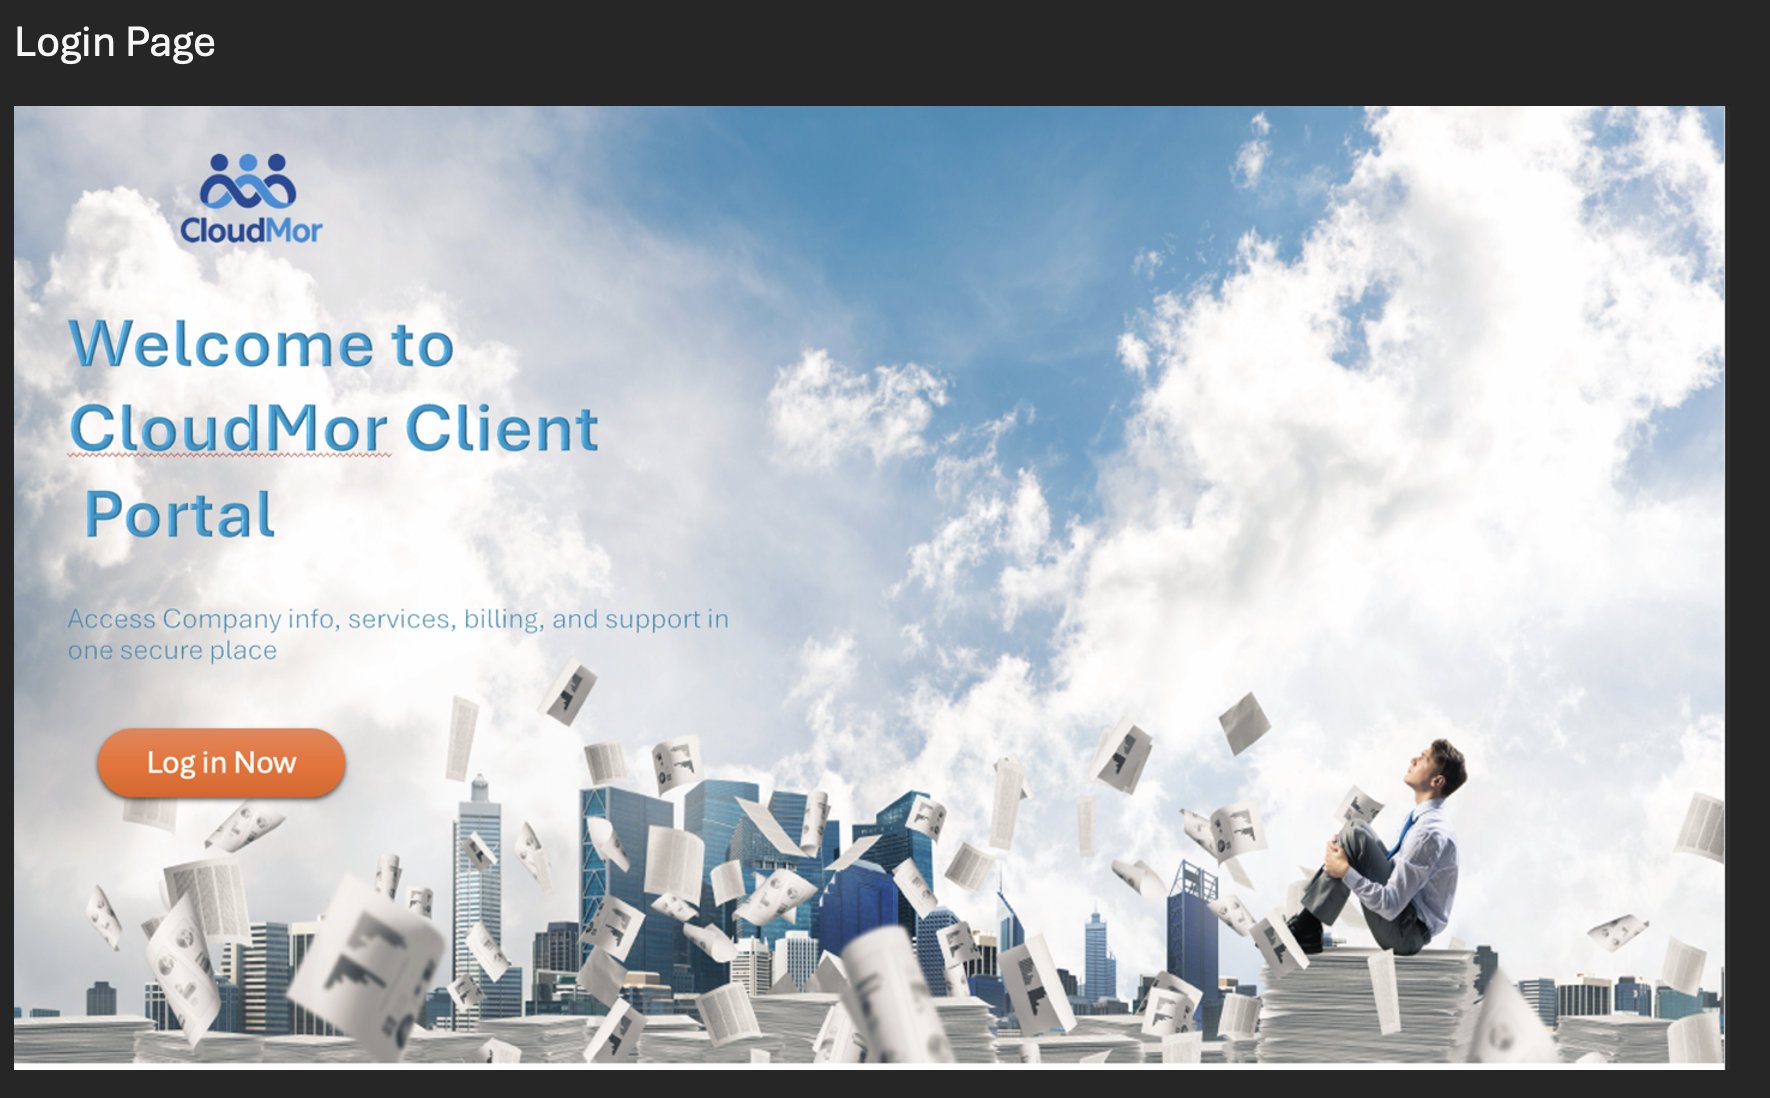 Login Page
CloudMor
Welcome to
CloudMor Client
Portal
Access Company info, services, billing, and support in
one secure place
Log in Now